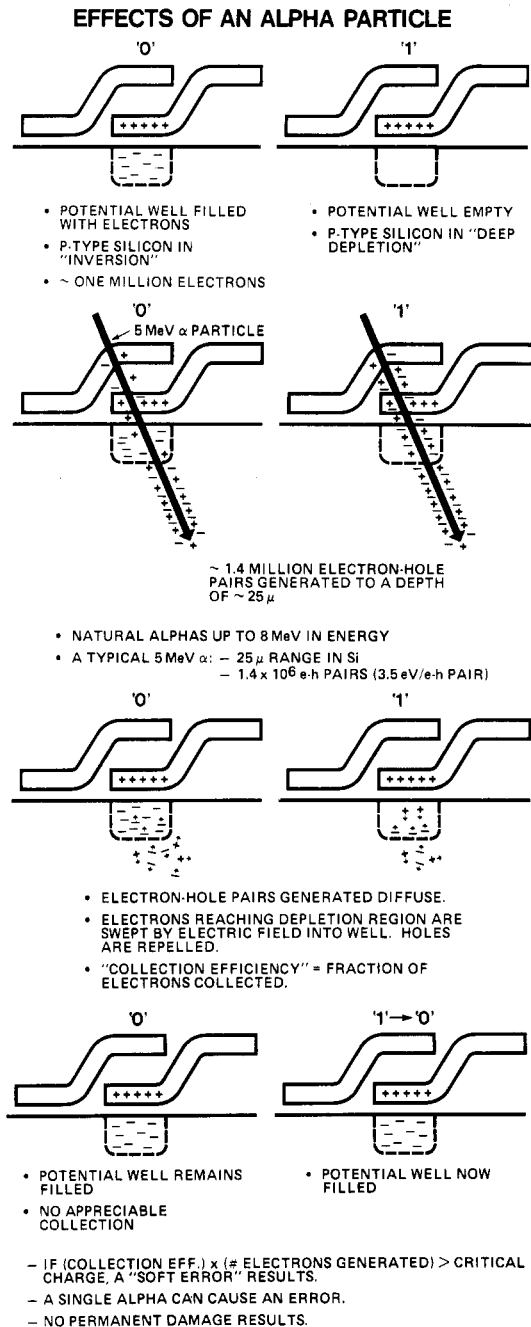 EFFECTS OF AN ALPHA PARTICLE
'0' '1'
+++++ +++++
• POTENTIAL WELL FILLED
WITH ELECTRONS
• P-TYPE SILICON IN
"INVERSION"
• ~ ONE MILLION ELECTRONS
• POTENTIAL WELL EMPTY
• P-TYPE SILICON IN "DEEP
DEPLETION"
'0' '1'
5 MeV α PARTICLE
~ 1.4 MILLION ELECTRON-HOLE
PAIRS GENERATED TO A DEPTH
OF ~ 25 μ
• NATURAL ALPHAS UP TO 8 MeV IN ENERGY
• A TYPICAL 5 MeV α: – 25 μ RANGE IN Si
– 1.4 x 10⁶ e-h PAIRS (3.5 eV/e-h PAIR)
'0' '1'
+++++ +++++
• ELECTRON-HOLE PAIRS GENERATED DIFFUSE.
• ELECTRONS REACHING DEPLETION REGION ARE
SWEPT BY ELECTRIC FIELD INTO WELL. HOLES
ARE REPELLED.
• "COLLECTION EFFICIENCY" = FRACTION OF
ELECTRONS COLLECTED.
'0' '1' → '0'
+++++ +++++
• POTENTIAL WELL REMAINS
FILLED
• NO APPRECIABLE
COLLECTION
• POTENTIAL WELL NOW
FILLED
– IF (COLLECTION EFF.) x (# ELECTRONS GENERATED) > CRITICAL
CHARGE, A "SOFT ERROR" RESULTS.
– A SINGLE ALPHA CAN CAUSE AN ERROR.
– NO PERMANENT DAMAGE RESULTS.